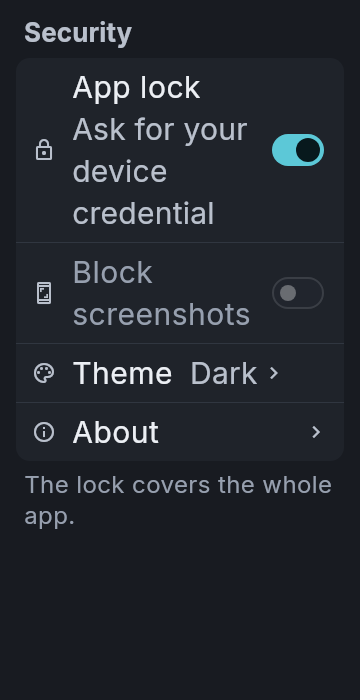 Security
App lock
Ask for your
device
credential
Block
screenshots
Theme Dark
About
The lock covers the whole
app.